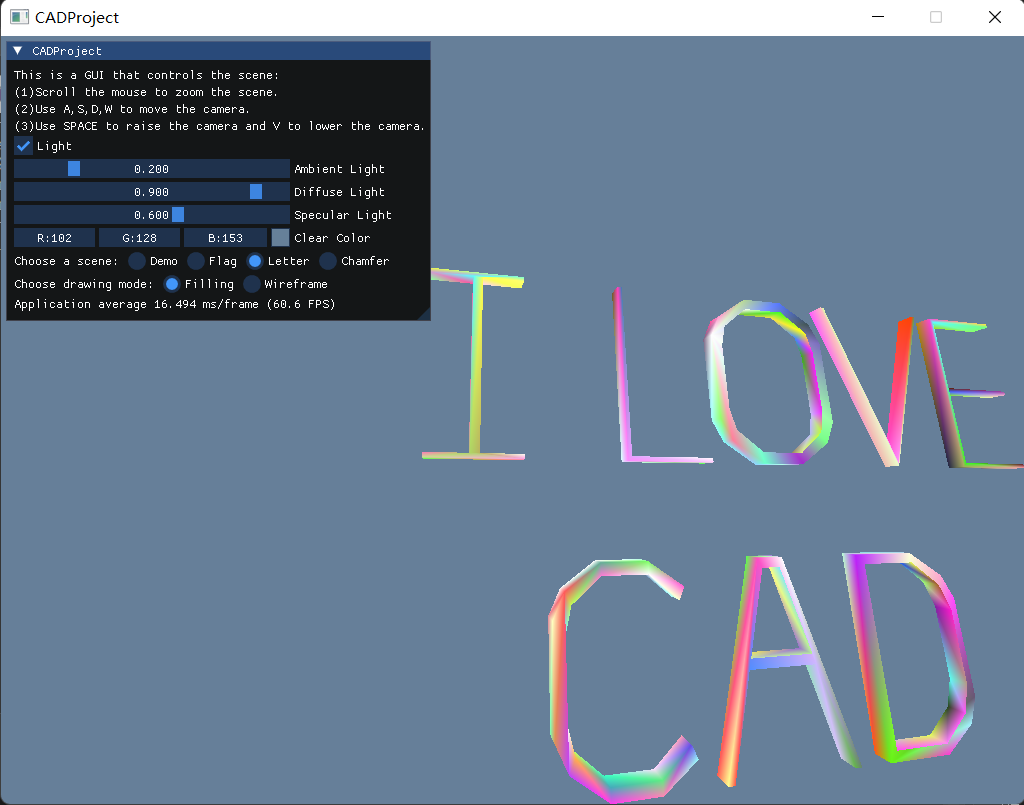 CADProject
CADProject
This is a GUI that controls the scene:
(1)Scroll the mouse to zoom the scene.
(2)Use A,S,D,W to move the camera.
(3)Use SPACE to raise the camera and V to lower the camera.
Light
0.200 Ambient Light
0.900 Diffuse Light
0.600 Specular Light
R:102 G:128 B:153 Clear Color
Choose a scene: Demo Flag Letter Chamfer
Choose drawing mode: Filling Wireframe
Application average 16.494 ms/frame (60.6 FPS)
I LOVE
CAD